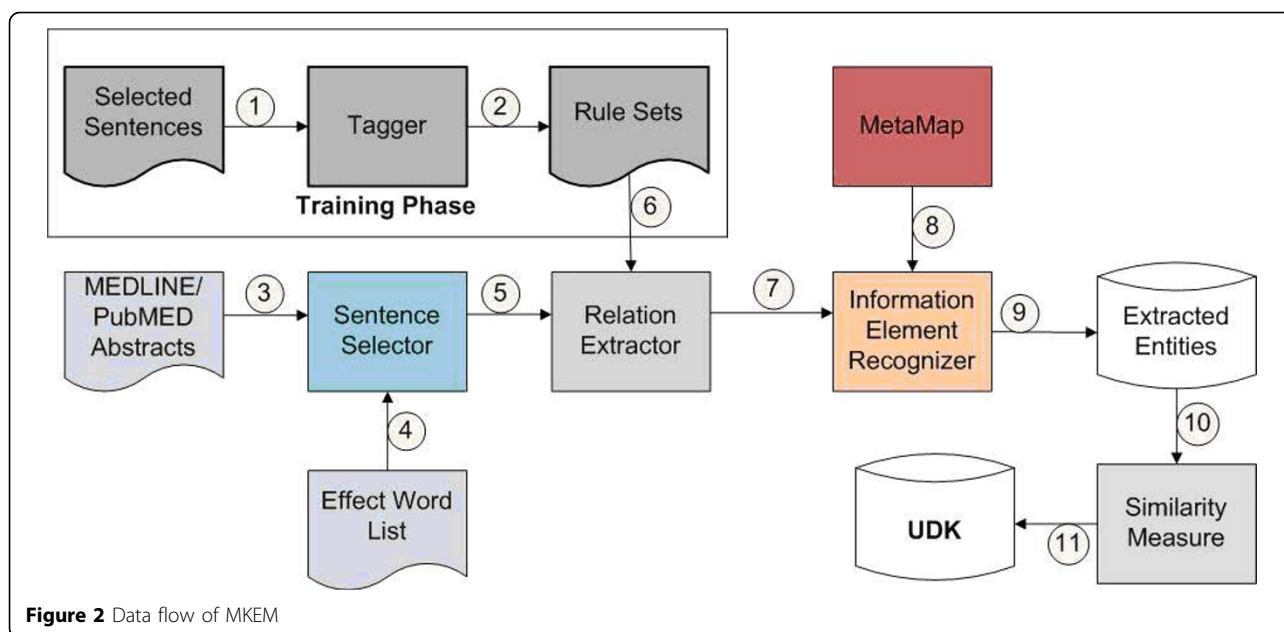 Selected
Sentences
1
Tagger
2
Rule Sets
Training Phase
6
MetaMap
8
MEDLINE/
PubMED
Abstracts
3
Sentence
Selector
5
Relation
Extractor
7
Information
Element
Recognizer
9
Extracted
Entities
4
Effect Word
List
10
Similarity
Measure
11
UDK
Figure 2 Data flow of MKEM